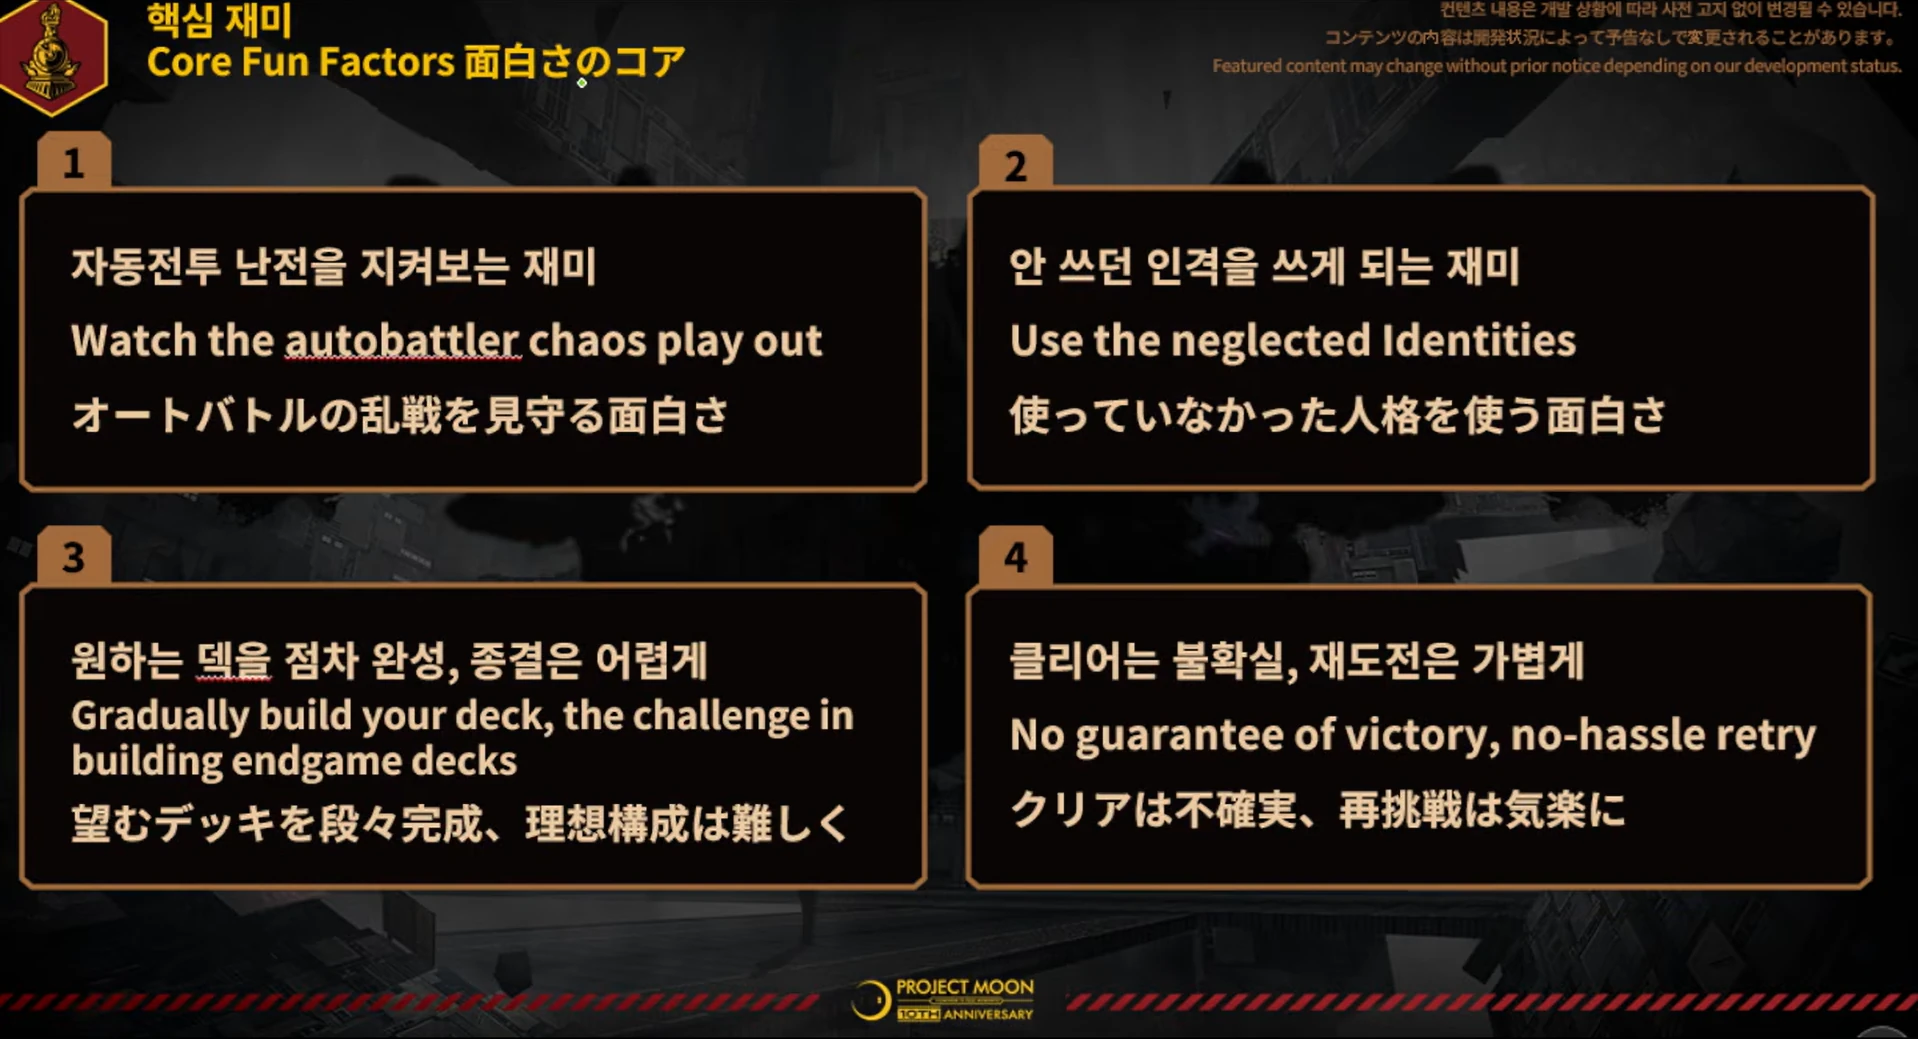 핵심 재미
Core Fun Factors 面白さのコア
컨텐츠 내용은 개발 상황에 따라 사전 고지 없이 변경될 수 있습니다.
コンテンツの内容は開発状況によって予告なしで変更されることがあります。
Featured content may change without prior notice depending on our development status.
1
자동전투 난전을 지켜보는 재미
Watch the autobattler chaos play out
オートバトルの乱戦を見守る面白さ
2
안 쓰던 인격을 쓰게 되는 재미
Use the neglected Identities
使っていなかった人格を使う面白さ
3
원하는 덱을 점차 완성, 종결은 어렵게
Gradually build your deck, the challenge in
building endgame decks
望むデッキを段々完成、理想構成は難しく
4
클리어는 불확실, 재도전은 가볍게
No guarantee of victory, no-hassle retry
クリアは不確実、再挑戦は気楽に
PROJECT MOON
10TH ANNIVERSARY